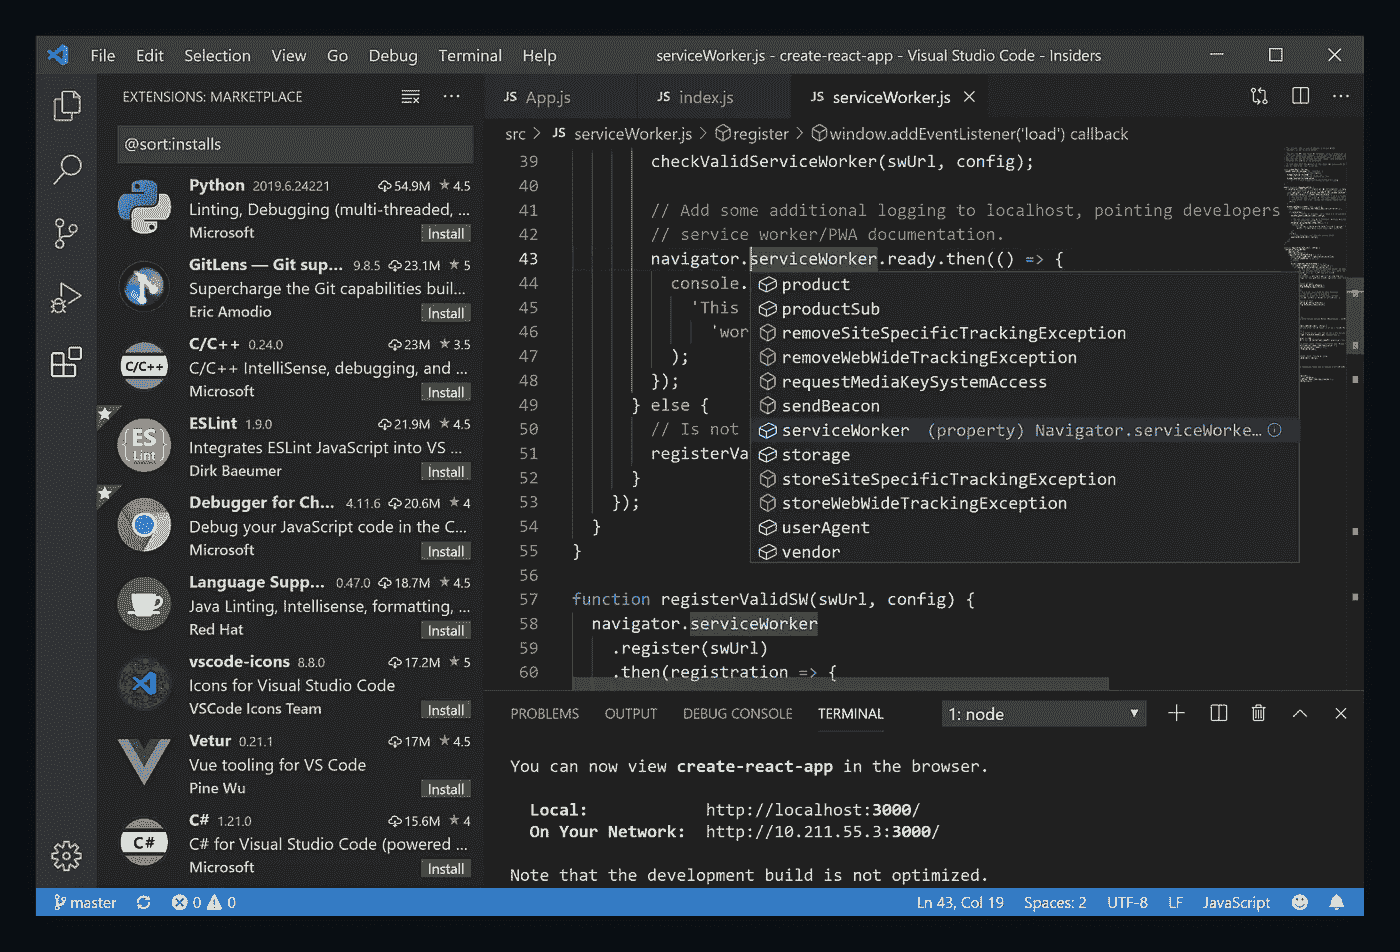 File Edit Selection View Go Debug Terminal Help serviceWorker.js - create-react-app - Visual Studio Code - Insiders
EXTENSIONS: MARKETPLACE
@sort:installs
Python 2019.6.24221 54.9M ★ 4.5
Linting, Debugging (multi-threaded, ...
Microsoft Install
GitLens — Git sup... 9.8.5 23.1M ★ 5
Supercharge the Git capabilities buil...
Eric Amodio Install
C/C++
C/C++ 0.24.0 23M ★ 3.5
C/C++ IntelliSense, debugging, and ...
Microsoft Install
{ES}
Lint
ESLint 1.9.0 21.9M ★ 4.5
Integrates ESLint JavaScript into VS ...
Dirk Baeumer Install
Debugger for Ch... 4.11.6 20.6M ★ 4
Debug your JavaScript code in the C...
Microsoft Install
Language Supp... 0.47.0 18.7M ★ 4.5
Java Linting, Intellisense, formatting, ...
Red Hat Install
vscode-icons 8.8.0 17.2M ★ 5
Icons for Visual Studio Code
VSCode Icons Team Install
Vetur 0.21.1 17M ★ 4.5
Vue tooling for VS Code
Pine Wu Install
C#
C# 1.21.0 15.6M ★ 4
C# for Visual Studio Code (powered ...
Microsoft Install
JS App.js JS index.js JS serviceWorker.js
src > JS serviceWorker.js > register > window.addEventListener('load') callback
39 checkValidServiceWorker(swUrl, config);
40
41 // Add some additional logging to localhost, pointing developers
42 // service worker/PWA documentation.
43 navigator.serviceWorker.ready.then(() => {
44 console.
45 'This
46 'wor
47 );
48 });
49 } else {
50 // Is not
51 registerVa
52 }
53 });
54 }
55 }
56
57 function registerValidSW(swUrl, config) {
58 navigator.serviceWorker
59 .register(swUrl)
60 .then(registration => {
product
productSub
removeSiteSpecificTrackingException
removeWebWideTrackingException
requestMediaKeySystemAccess
sendBeacon
serviceWorker (property) Navigator.serviceWorke...
storage
storeSiteSpecificTrackingException
storeWebWideTrackingException
userAgent
vendor
PROBLEMS OUTPUT DEBUG CONSOLE TERMINAL 1: node
You can now view create-react-app in the browser.
Local: http://localhost:3000/
On Your Network: http://10.211.55.3:3000/
Note that the development build is not optimized.
master 0 0 Ln 43, Col 19 Spaces: 2 UTF-8 LF JavaScript